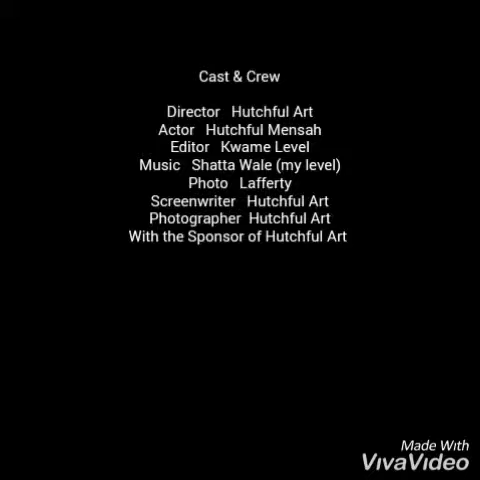 Cast & Crew
Director Hutchful Art
Actor Hutchful Mensah
Editor Kwame Level
Music Shatta Wale (my level)
Photo Lafferty
Screenwriter Hutchful Art
Photographer Hutchful Art
With the Sponsor of Hutchful Art
Made With
VivaVideo